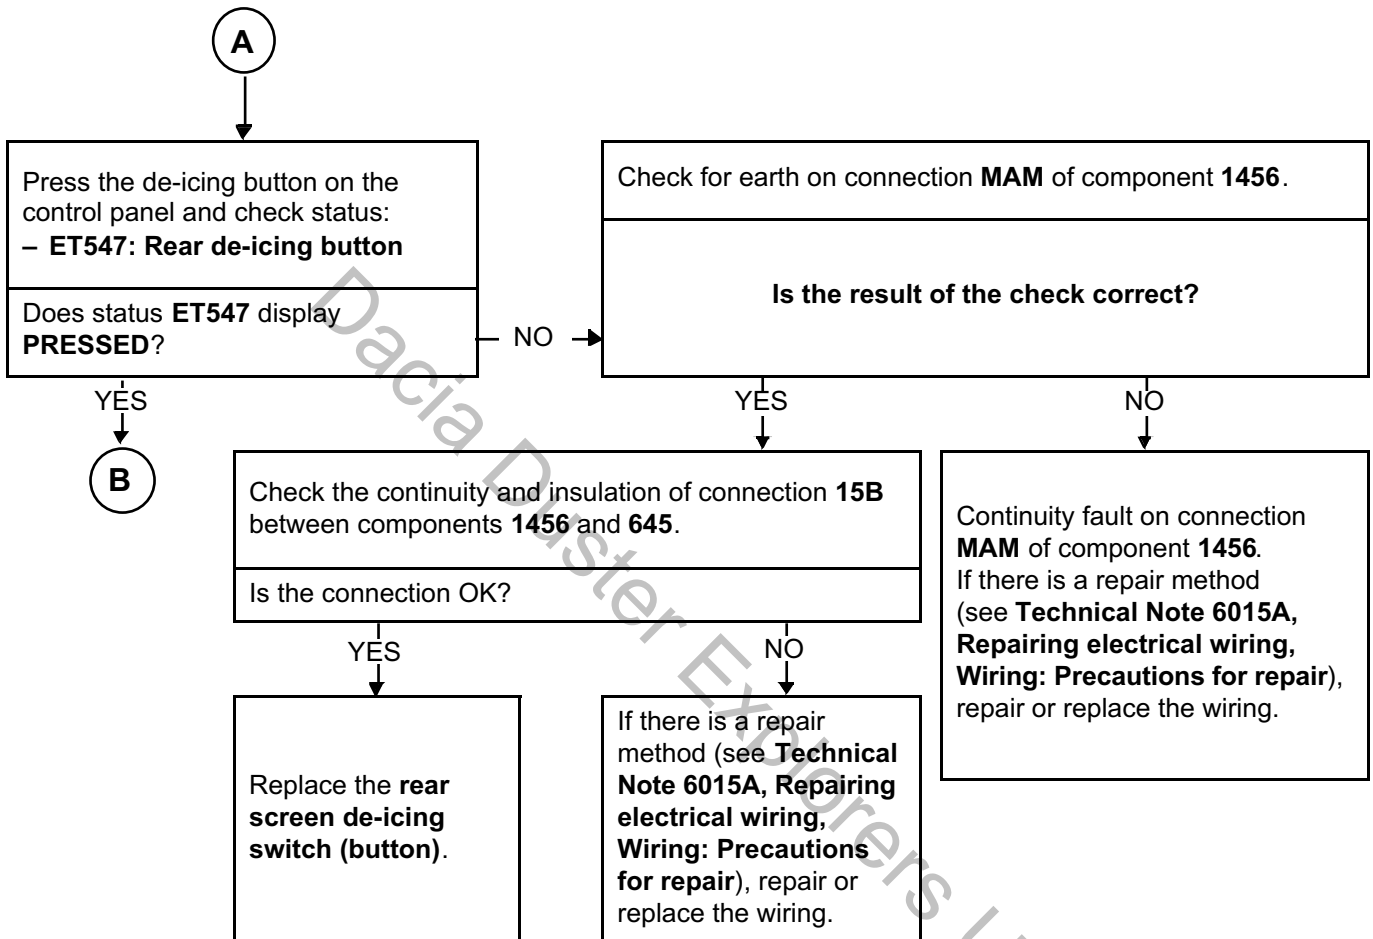 A
Press the de-icing button on the
control panel and check status:
– ET547: Rear de-icing button
Does status ET547 display
PRESSED?
NO
Check for earth on connection MAM of component 1456.
Is the result of the check correct?
YES
B
YES
NO
Check the continuity and insulation of connection 15B
between components 1456 and 645.
Is the connection OK?
Continuity fault on connection
MAM of component 1456.
If there is a repair method
(see Technical Note 6015A,
Repairing electrical wiring,
Wiring: Precautions for repair),
repair or replace the wiring.
YES
NO
Replace the rear
screen de-icing
switch (button).
If there is a repair
method (see Technical
Note 6015A, Repairing
electrical wiring,
Wiring: Precautions
for repair), repair or
replace the wiring.
Dacia Duster Explorers